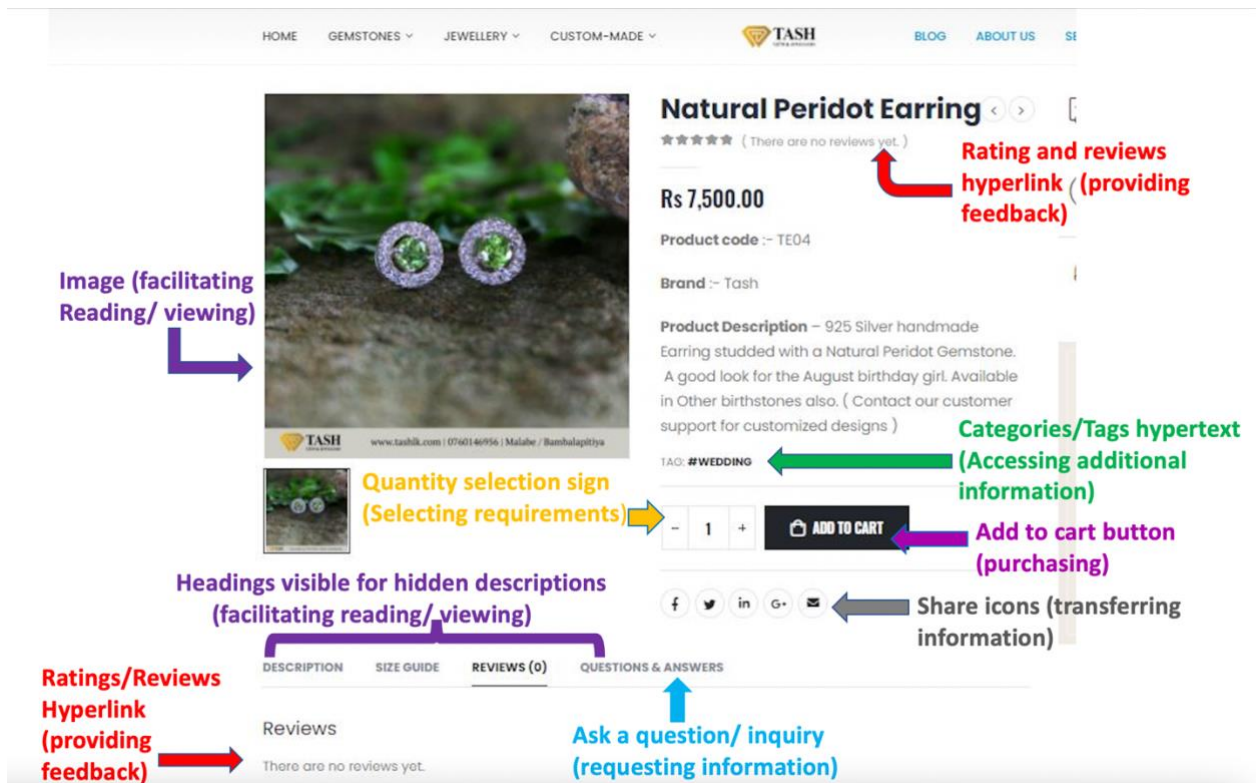 HOME GEMSTONES JEWELLERY CUSTOM-MADE TASH BLOG ABOUT US SE
Natural Peridot Earring
( There are no reviews yet. )
Rating and reviews
hyperlink (providing
feedback)
Rs 7,500.00
Product code :- TE04
Brand :- Tash
Image (facilitating
Reading/ viewing)
Product Description – 925 Silver handmade
Earring studded with a Natural Peridot Gemstone.
A good look for the August birthday girl. Available
in Other birthstones also. ( Contact our customer
support for customized designs )
TASH www.tashlk.com | 0760146956 | Malabe / Bambalapitiya
TAG: #WEDDING
Categories/Tags hypertext
(Accessing additional
information)
Quantity selection sign
(Selecting requirements)
- 1 + ADD TO CART
Add to cart button
(purchasing)
Headings visible for hidden descriptions
(facilitating reading/ viewing)
f in G+
Share icons (transferring
information)
DESCRIPTION SIZE GUIDE REVIEWS (0) QUESTIONS & ANSWERS
Ratings/Reviews
Hyperlink
(providing
feedback)
Reviews
There are no reviews yet.
Ask a question/ inquiry
(requesting information)